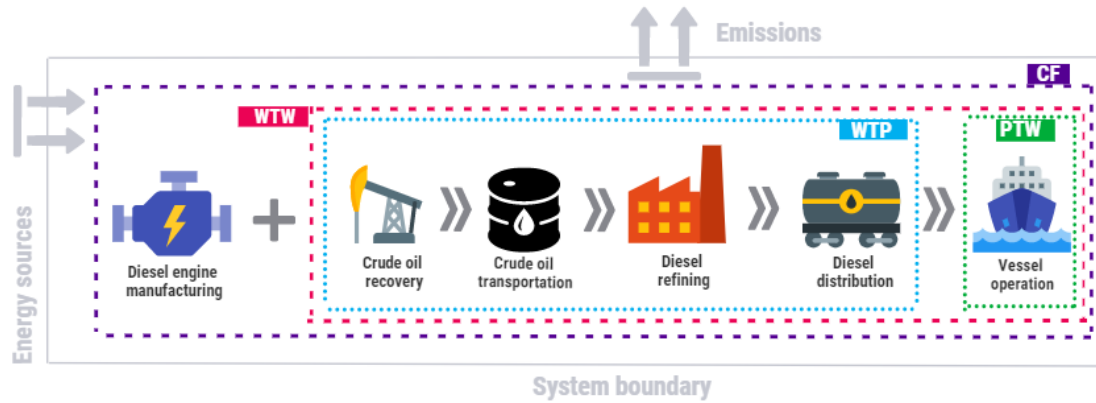 Emissions
CF
WTW
WTP
PTW
Energy sources
Diesel engine
manufacturing
Crude oil
recovery
Crude oil
transportation
Diesel
refining
Diesel
distribution
Vessel
operation
System boundary